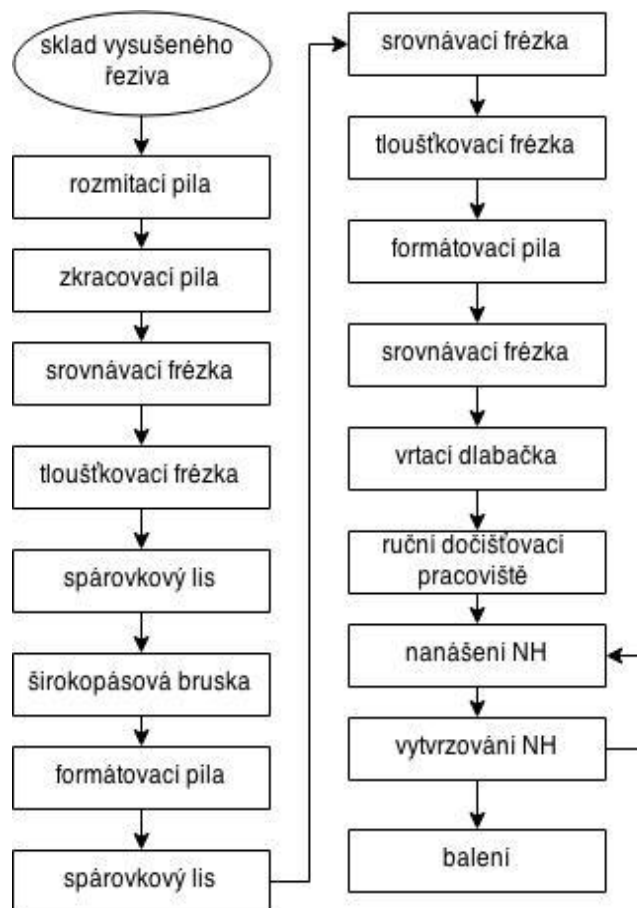 sklad vysušeného
řeziva
rozmítací pila
zkracovací pila
srovnávací frézka
tloušťkovací frézka
spárovkový lis
širokopásová bruska
formátovací pila
spárovkový lis
srovnávací frézka
tloušťkovací frézka
formátovací pila
srovnávací frézka
vrtací dlabačka
ruční dočišťovací
pracoviště
nanášení NH
vytvrzování NH
balení